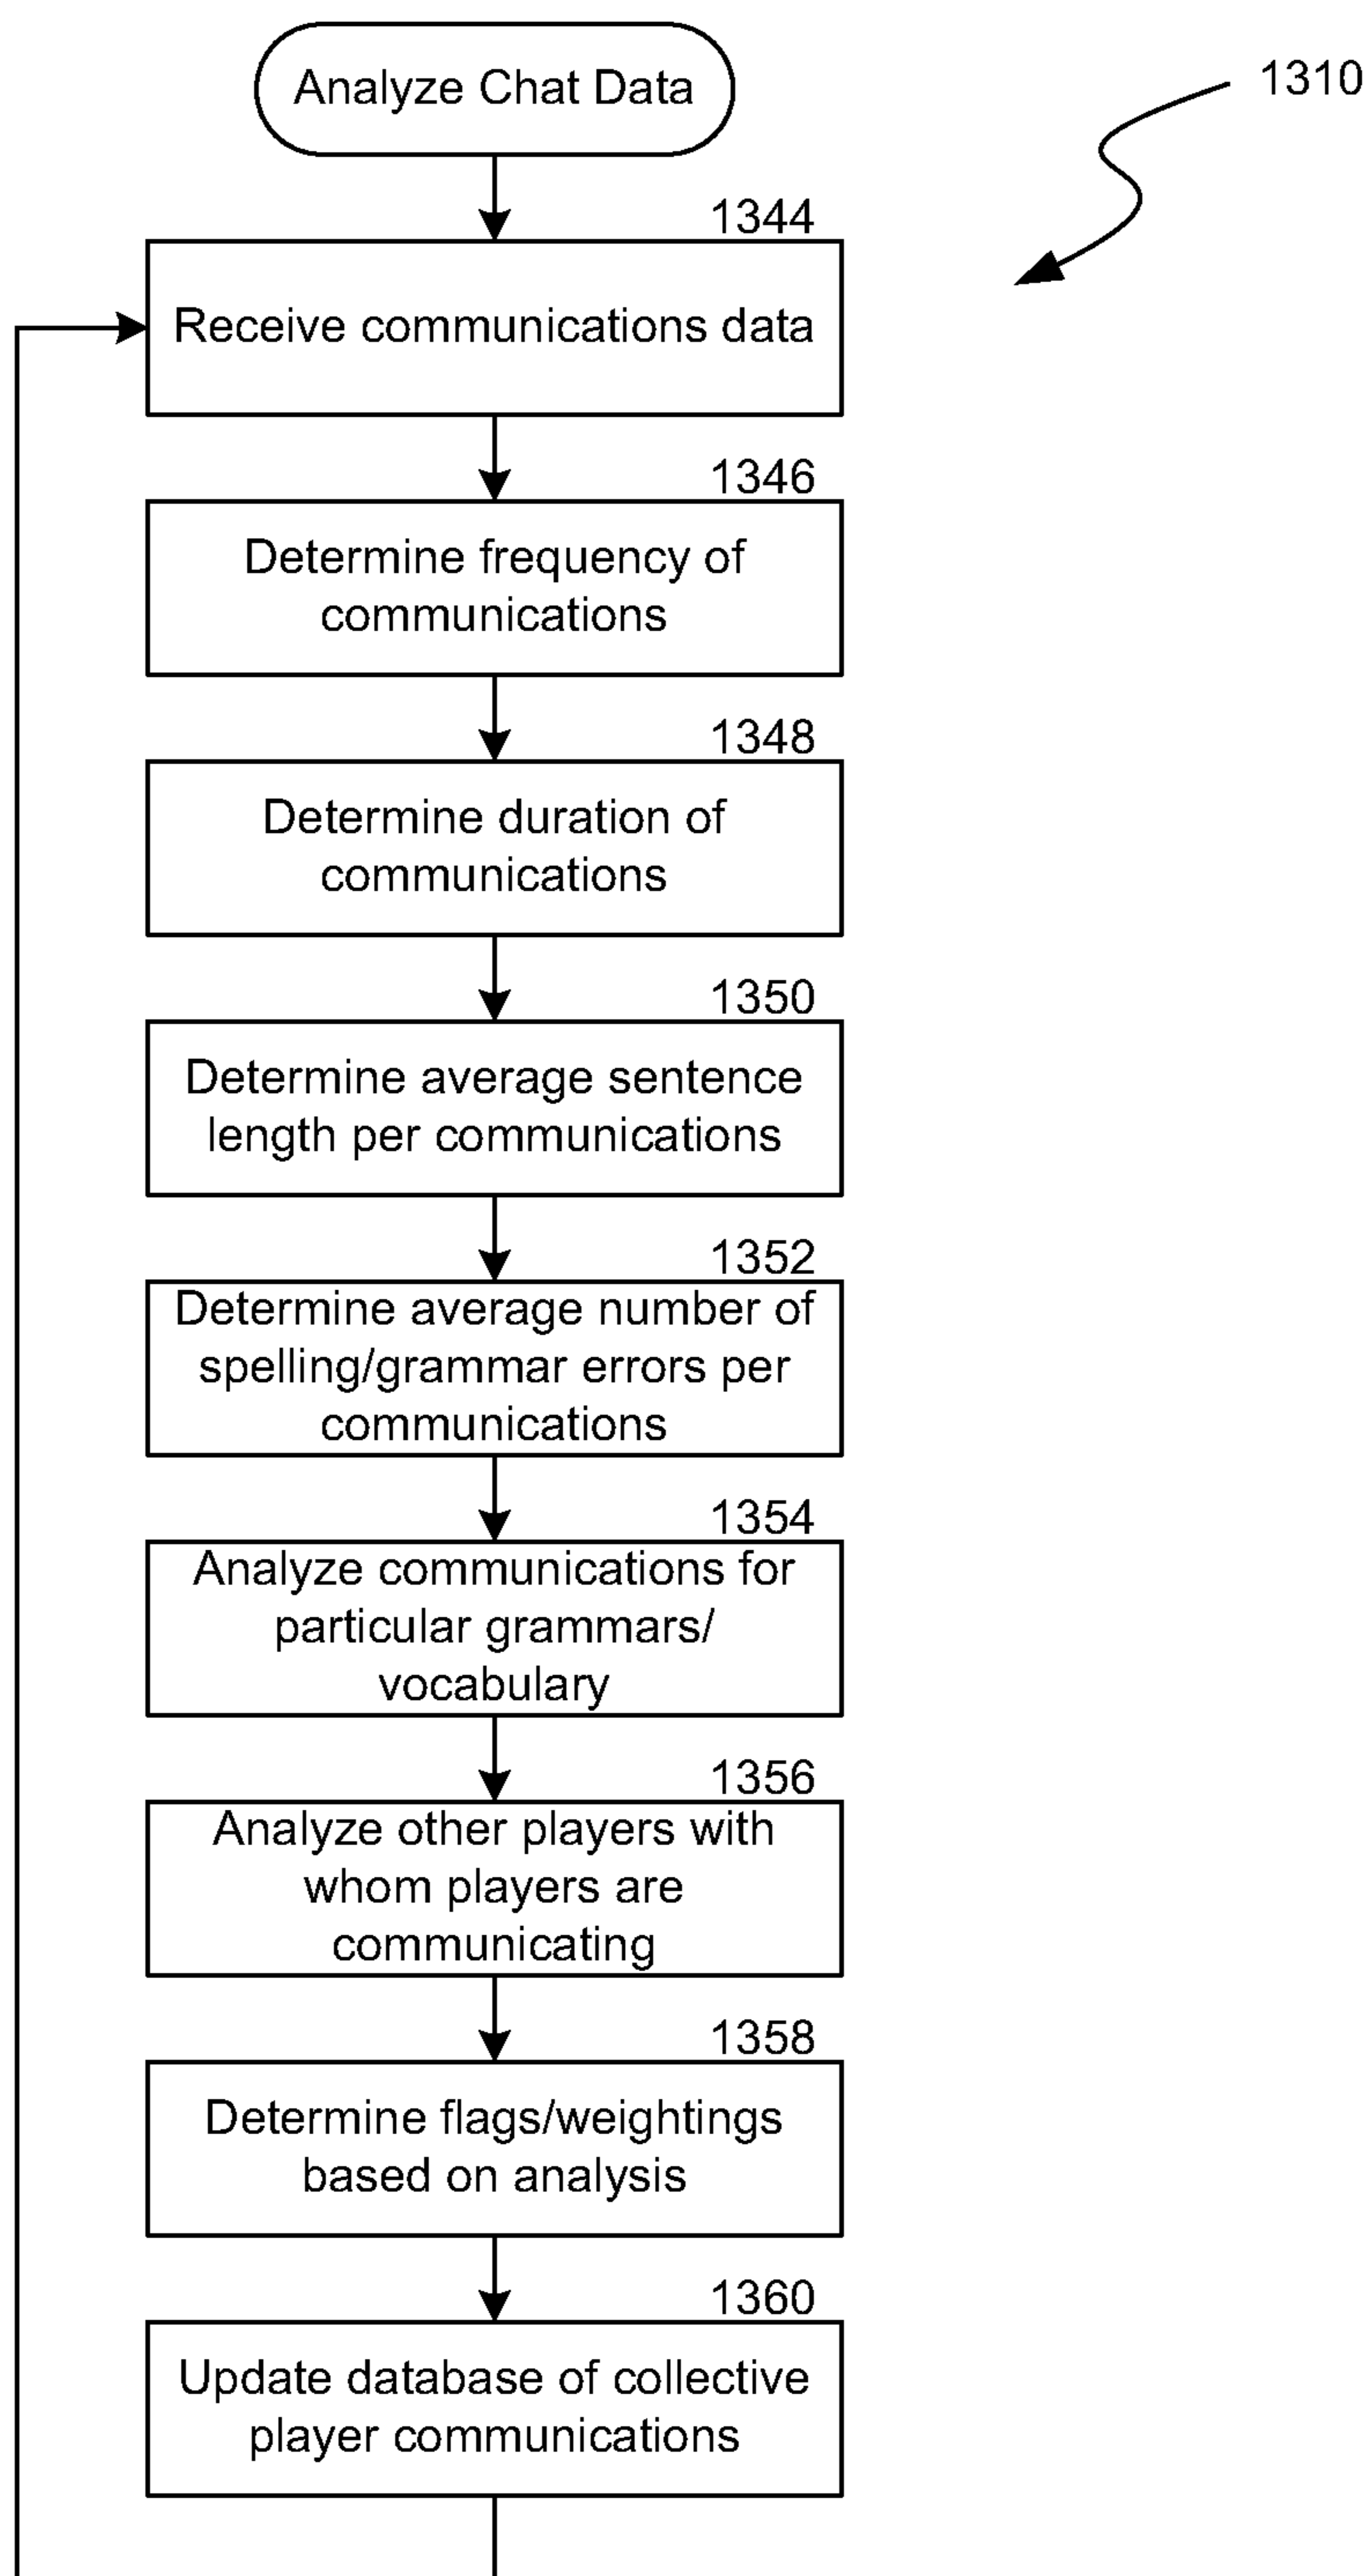 Analyze Chat Data
1310
1344
Receive communications data
1346
Determine frequency of
communications
1348
Determine duration of
communications
1350
Determine average sentence
length per communications
1352
Determine average number of
spelling/grammar errors per
communications
1354
Analyze communications for
particular grammars/
vocabulary
1356
Analyze other players with
whom players are
communicating
1358
Determine flags/weightings
based on analysis
1360
Update database of collective
player communications